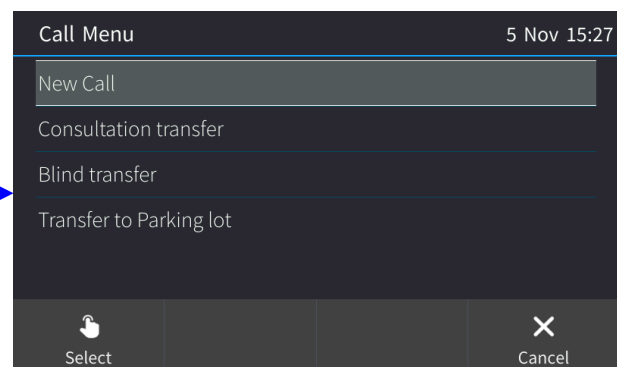 Call Menu 5 Nov 15:27
New Call
Consultation transfer
Blind transfer
Transfer to Parking lot
Select Cancel